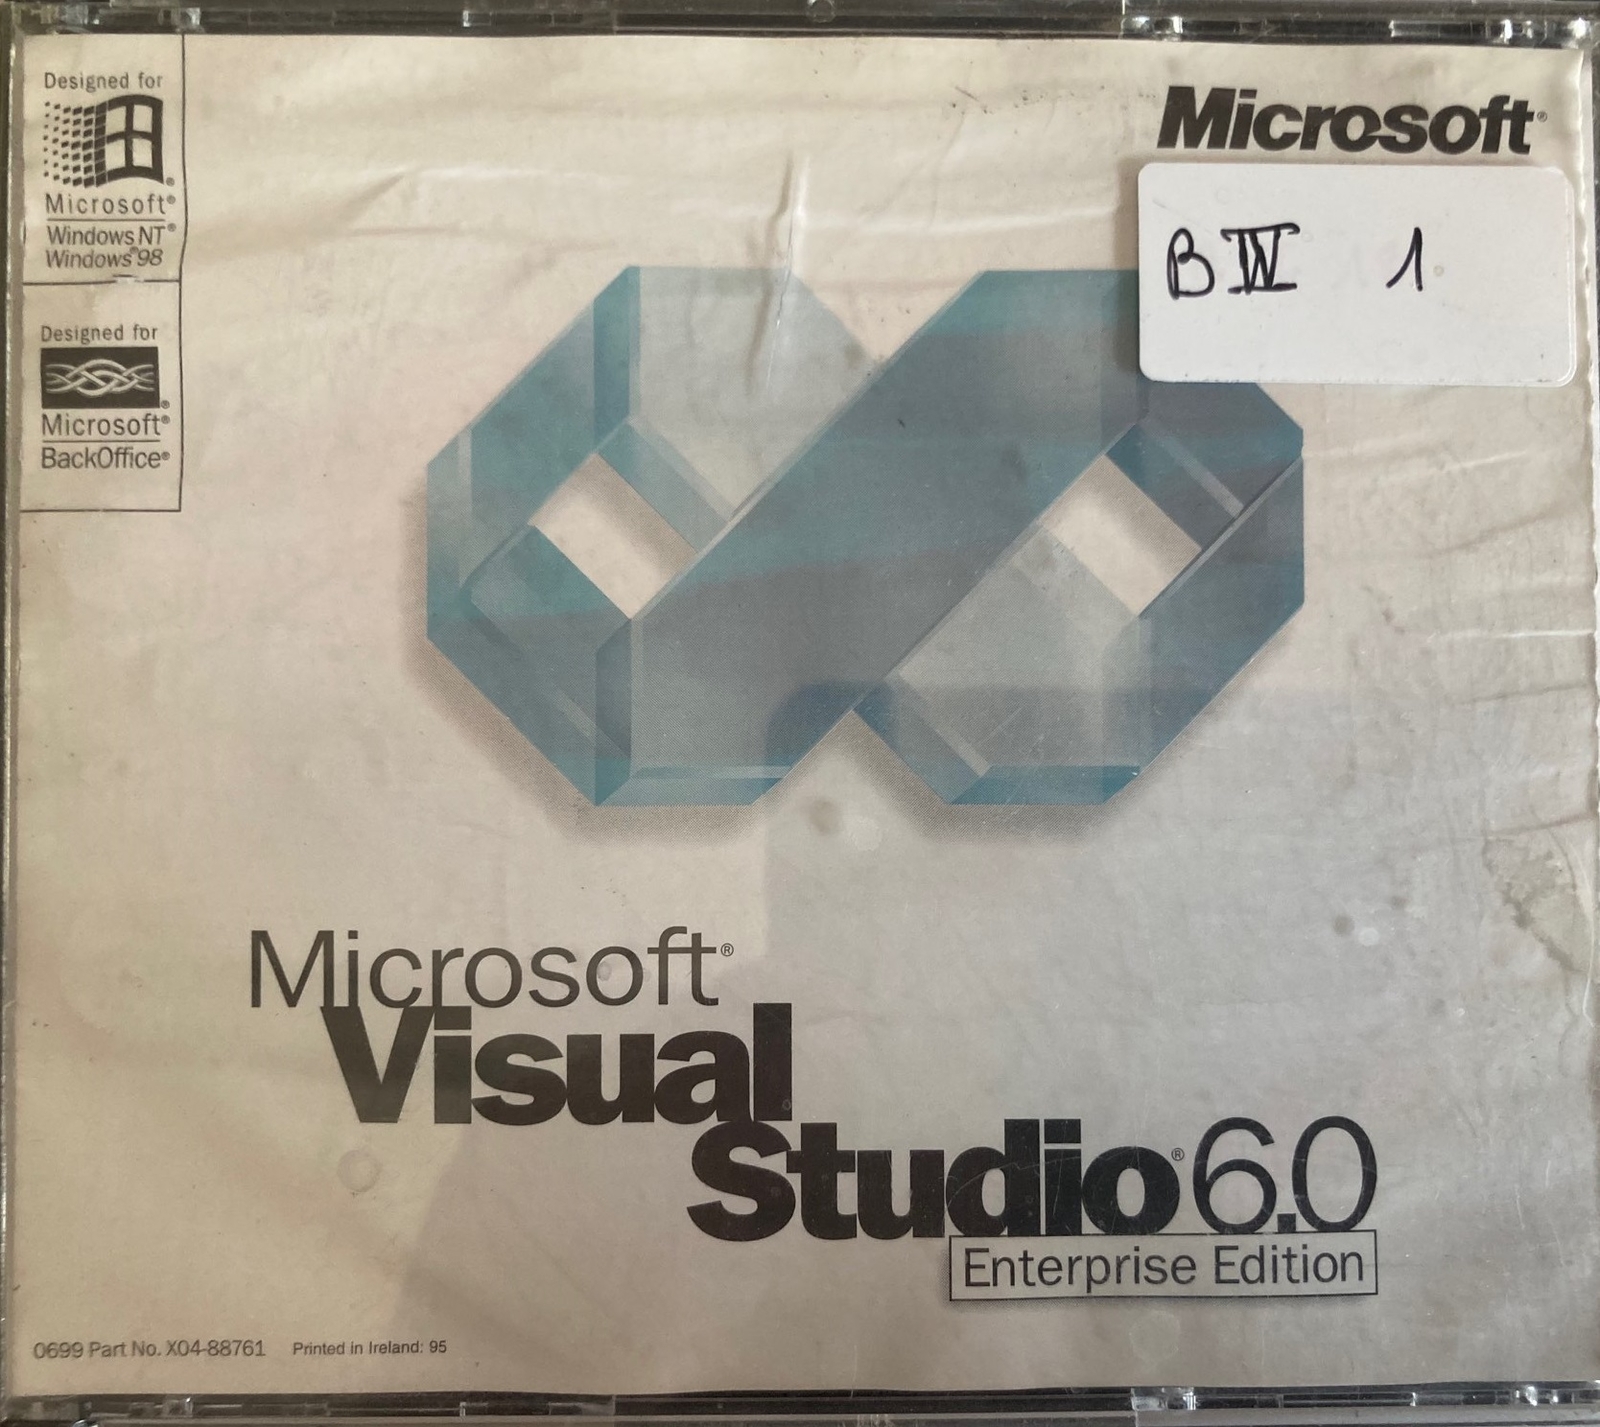 Designed for
Microsoft®
Windows NT®
Windows®98
Designed for
Microsoft®
BackOffice®
Microsoft®
B IV 1
Microsoft®
Visual
Studio®6.0
Enterprise Edition
0699 Part No. X04-88761 Printed in Ireland: 95